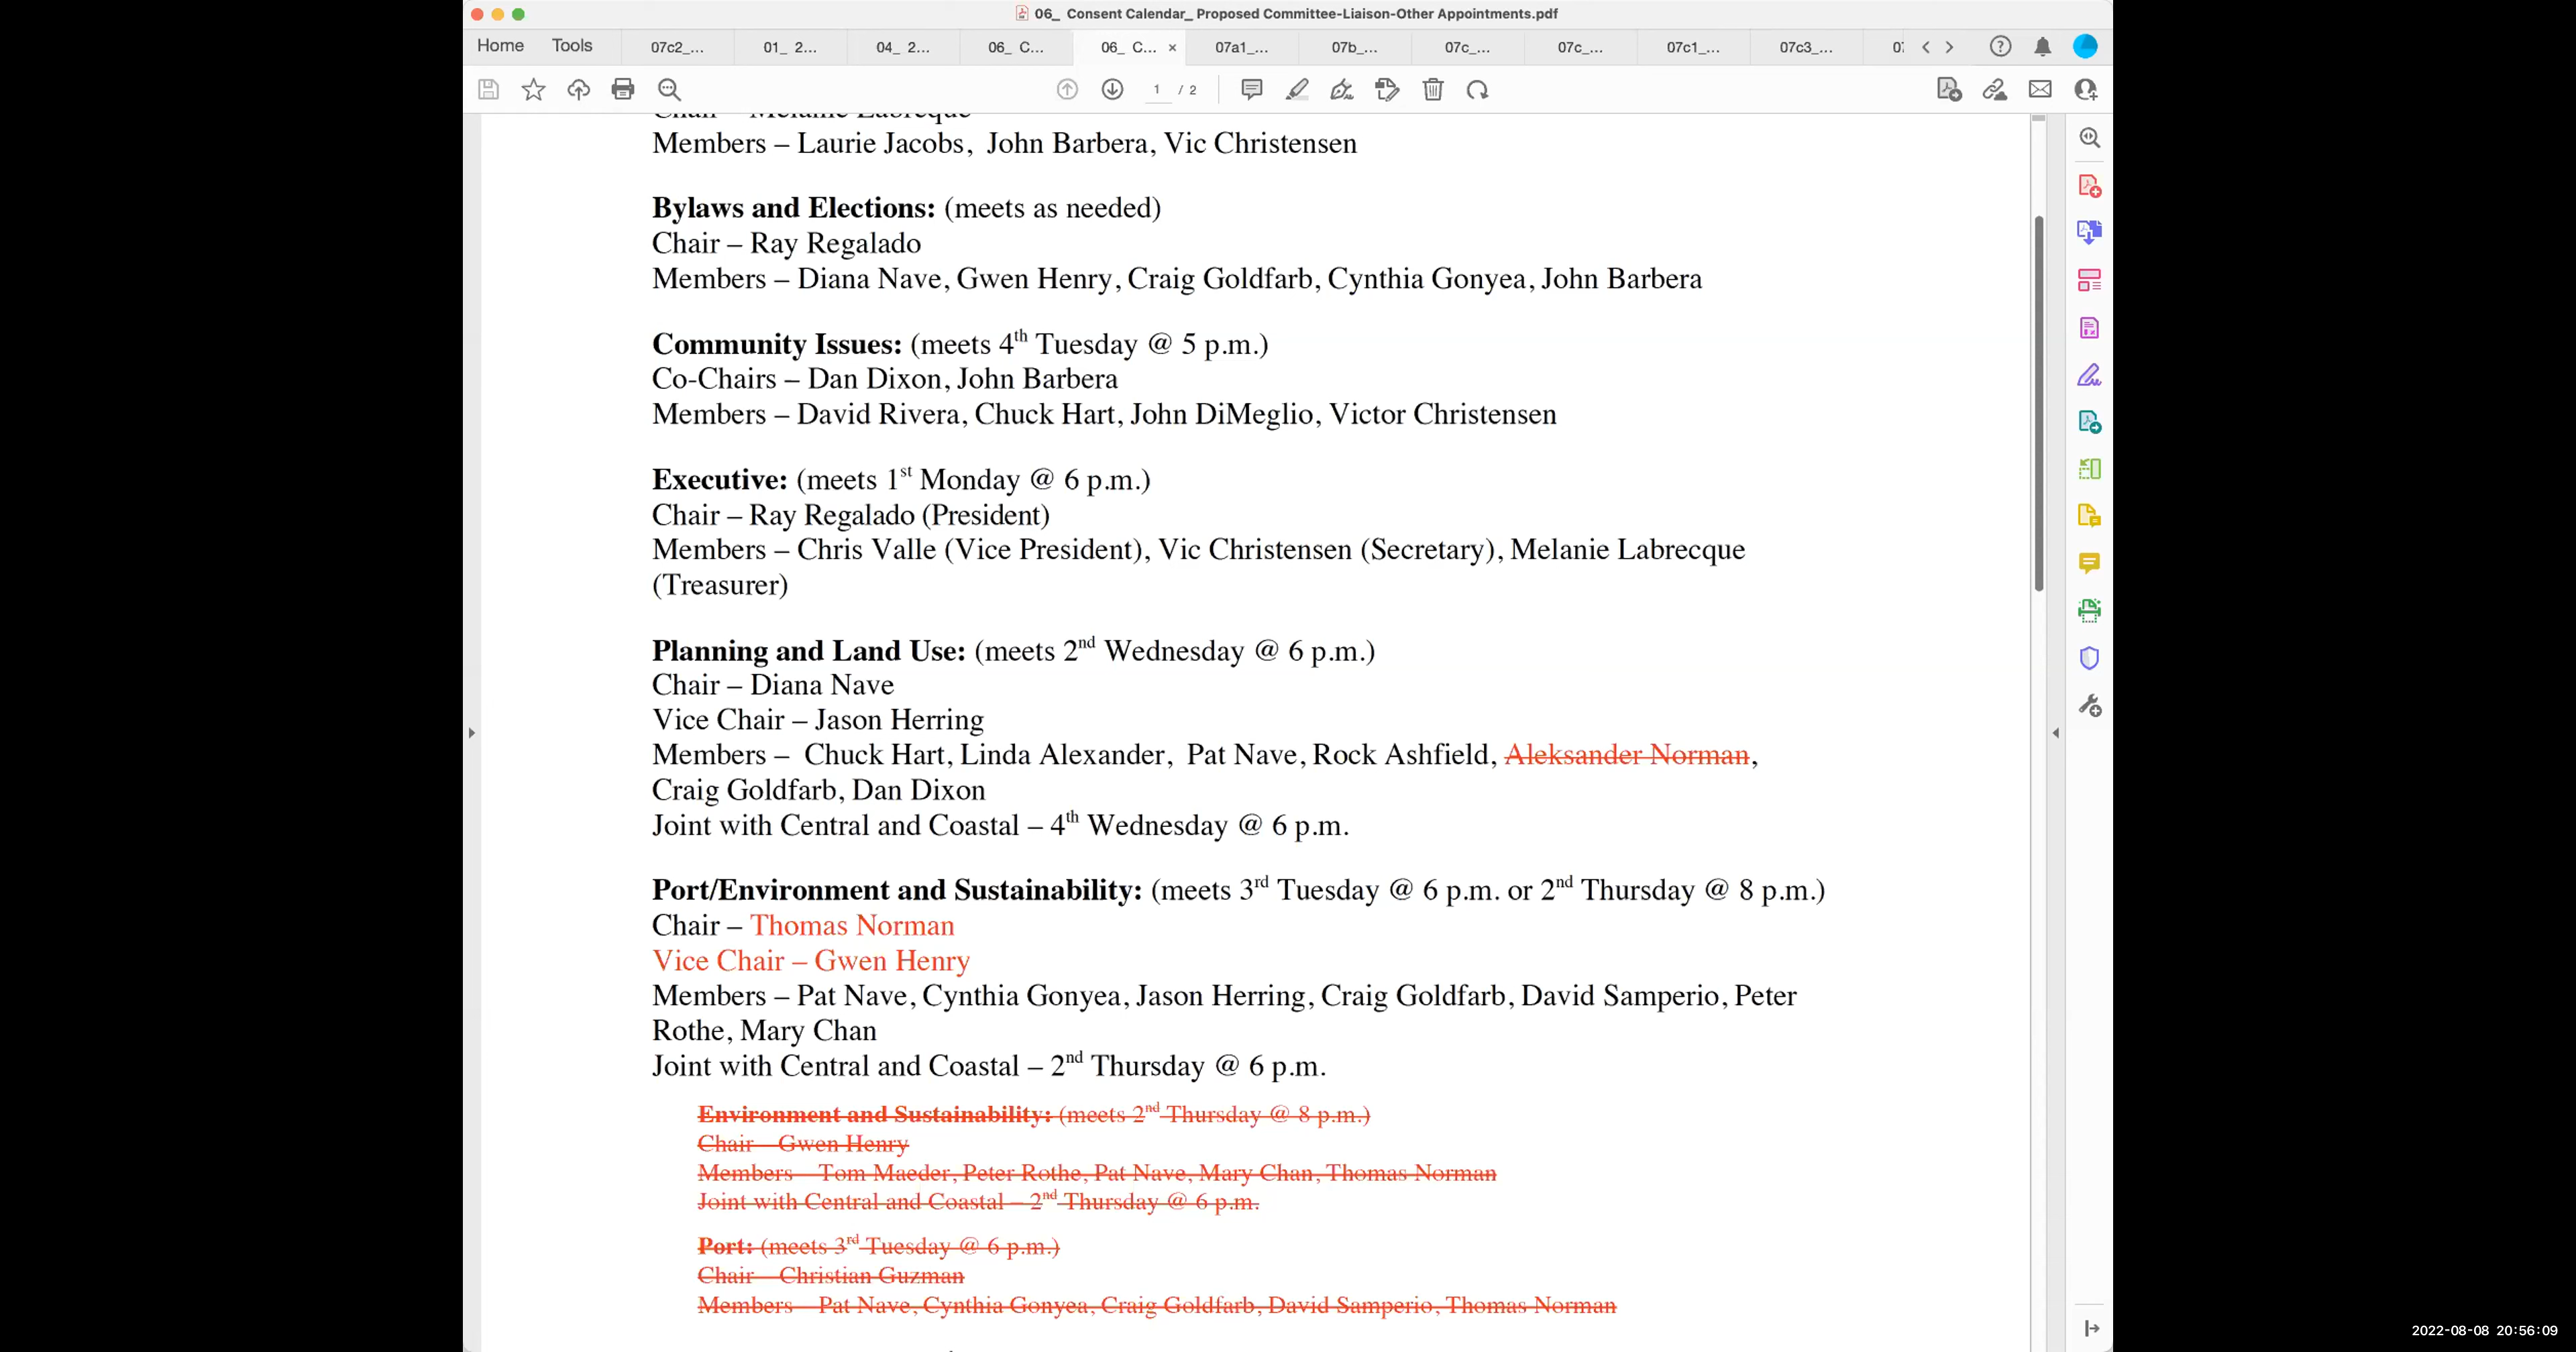 06_ Consent Calendar_ Proposed Committee-Liaison-Other Appointments.pdf
Home Tools 07c2_... 01_ 2... 04_ 2... 06_ C... 06_ C... × 07a1_... 07b_... 07c_... 07c_... 07c1_... 07c3_... 07
1 / 2
Chair – Melanie Labrecque
Members – Laurie Jacobs, John Barbera, Vic Christensen
Bylaws and Elections: (meets as needed)
Chair – Ray Regalado
Members – Diana Nave, Gwen Henry, Craig Goldfarb, Cynthia Gonyea, John Barbera
Community Issues: (meets 4th Tuesday @ 5 p.m.)
Co-Chairs – Dan Dixon, John Barbera
Members – David Rivera, Chuck Hart, John DiMeglio, Victor Christensen
Executive: (meets 1st Monday @ 6 p.m.)
Chair – Ray Regalado (President)
Members – Chris Valle (Vice President), Vic Christensen (Secretary), Melanie Labrecque
(Treasurer)
Planning and Land Use: (meets 2nd Wednesday @ 6 p.m.)
Chair – Diana Nave
Vice Chair – Jason Herring
Members – Chuck Hart, Linda Alexander, Pat Nave, Rock Ashfield, Aleksander Norman,
Craig Goldfarb, Dan Dixon
Joint with Central and Coastal – 4th Wednesday @ 6 p.m.
Port/Environment and Sustainability: (meets 3rd Tuesday @ 6 p.m. or 2nd Thursday @ 8 p.m.)
Chair – Thomas Norman
Vice Chair – Gwen Henry
Members – Pat Nave, Cynthia Gonyea, Jason Herring, Craig Goldfarb, David Samperio, Peter
Rothe, Mary Chan
Joint with Central and Coastal – 2nd Thursday @ 6 p.m.
Environment and Sustainability: (meets 2nd Thursday @ 8 p.m.)
Chair – Gwen Henry
Members – Tom Maeder, Peter Rothe, Pat Nave, Mary Chan, Thomas Norman
Joint with Central and Coastal – 2nd Thursday @ 6 p.m.
Port: (meets 3rd Tuesday @ 6 p.m.)
Chair – Christian Guzman
Members – Pat Nave, Cynthia Gonyea, Craig Goldfarb, David Samperio, Thomas Norman
2022-08-08 20:56:09